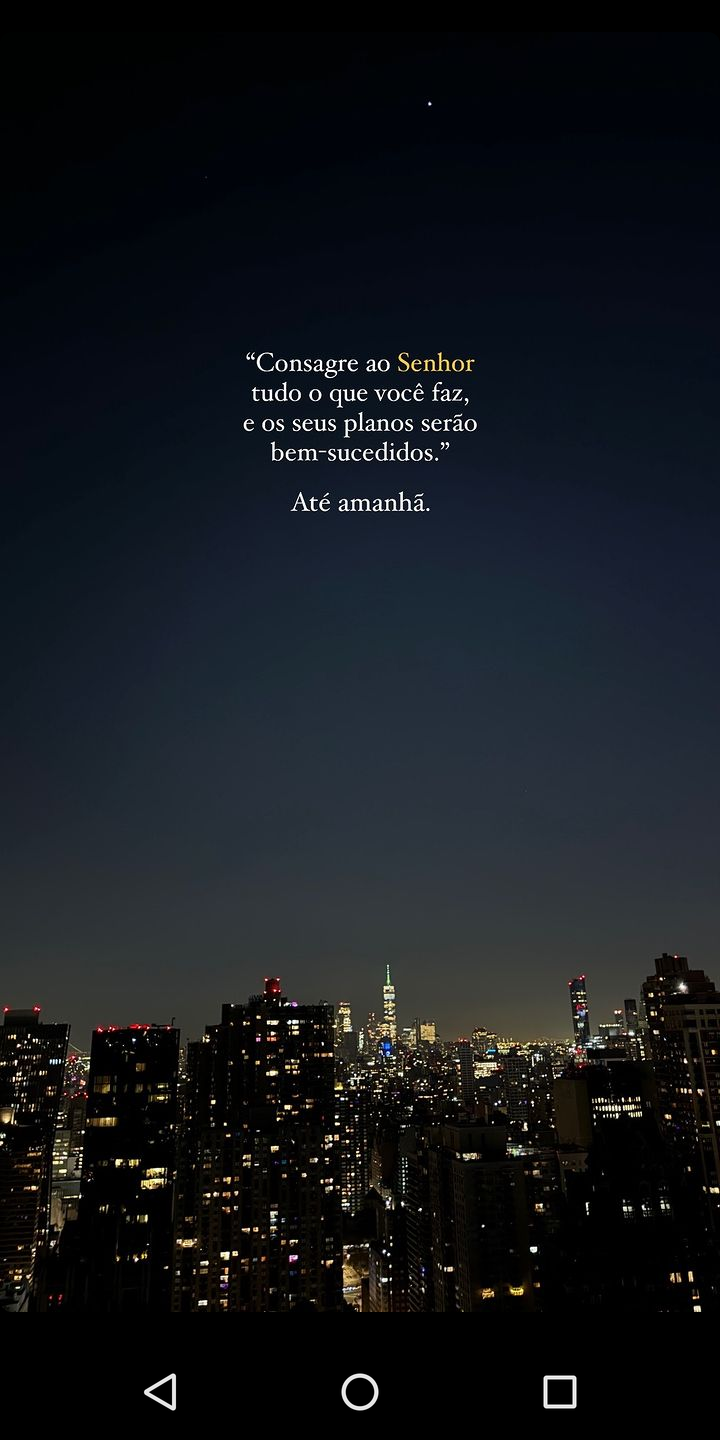 “Consagre ao Senhor
tudo o que você faz,
e os seus planos serão
bem-sucedidos.”
Até amanhã.